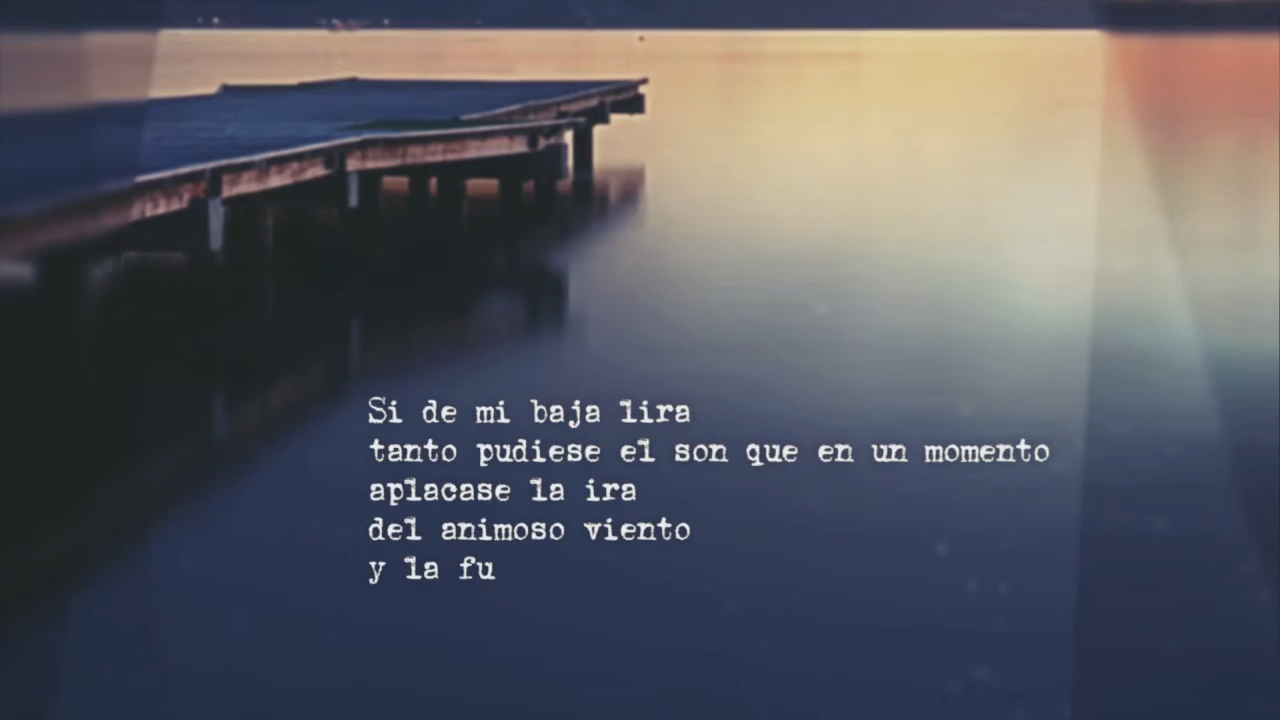 Si de mi baja lira
tanto pudiese el son que en un momento
aplacase la ira
del animoso viento
y la fu